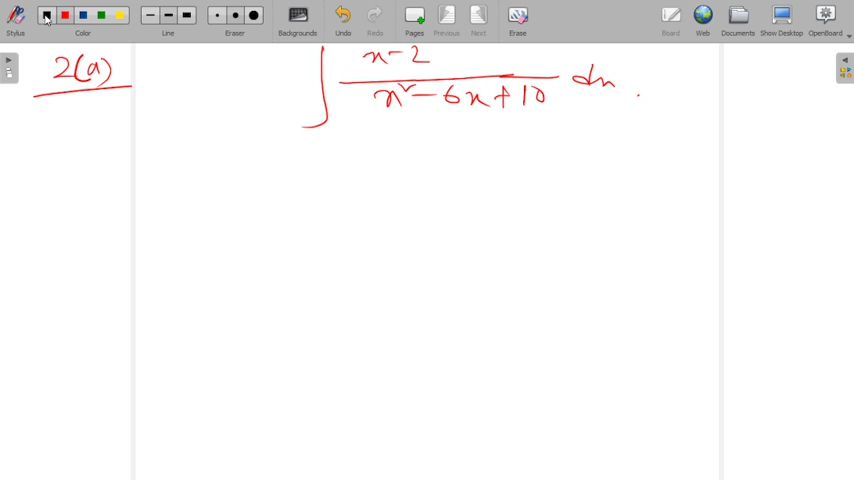 Stylus Color Line Eraser Backgrounds Undo Redo Pages Previous Next Erase Board Web Documents Show Desktop OpenBoard
2(a)
∫ x-2
x²-6x+10 dx.